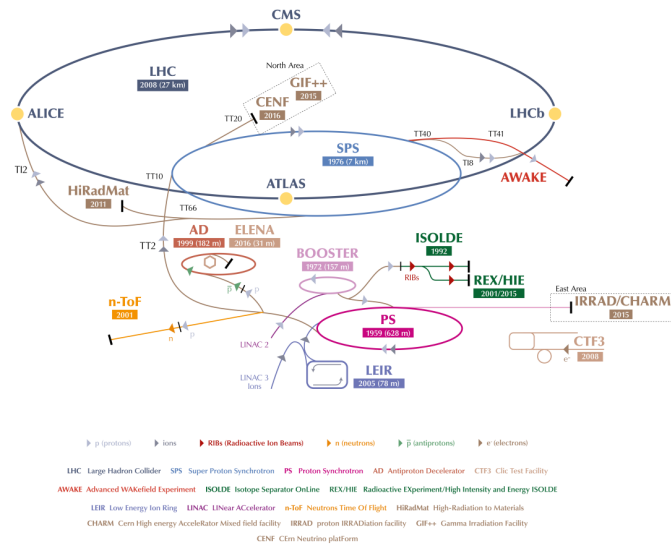 CMS
North Area
LHC
2008 (27 km)
GIF++
2015
CENF
2016
ALICE
LHCb
TT20
TT40
TT41
SPS
1976 (7 km)
TI8
TI2
TT10
AWAKE
HiRadMat
2011
ATLAS
TT66
AD
1999 (182 m)
ELENA
2016 (31 m)
TT2
BOOSTER
1972 (157 m)
ISOLDE
1992
RIBs
REX/HIE
2001/2015
p̅
p
n-ToF
2001
East Area
IRRAD/CHARM
2015
PS
1959 (628 m)
n
p
LINAC 2
CTF3
2008
e-
LINAC 3
Ions
LEIR
2005 (78 m)
p (protons) ions RIBs (Radioactive Ion Beams) n (neutrons) p̅ (antiprotons) e- (electrons)
LHC Large Hadron Collider SPS Super Proton Synchrotron PS Proton Synchrotron AD Antiproton Decelerator CTF3 Clic Test Facility
AWAKE Advanced WAKefield Experiment ISOLDE Isotope Separator OnLine REX/HIE Radioactive EXperiment/High Intensity and Energy ISOLDE
LEIR Low Energy Ion Ring LINAC LINear ACcelerator n-ToF Neutrons Time Of Flight HiRadMat High-Radiation to Materials
CHARM Cern High energy AcceleRator Mixed field facility IRRAD proton IRRADiation facility GIF++ Gamma Irradiation Facility
CENF CErn Neutrino platForm